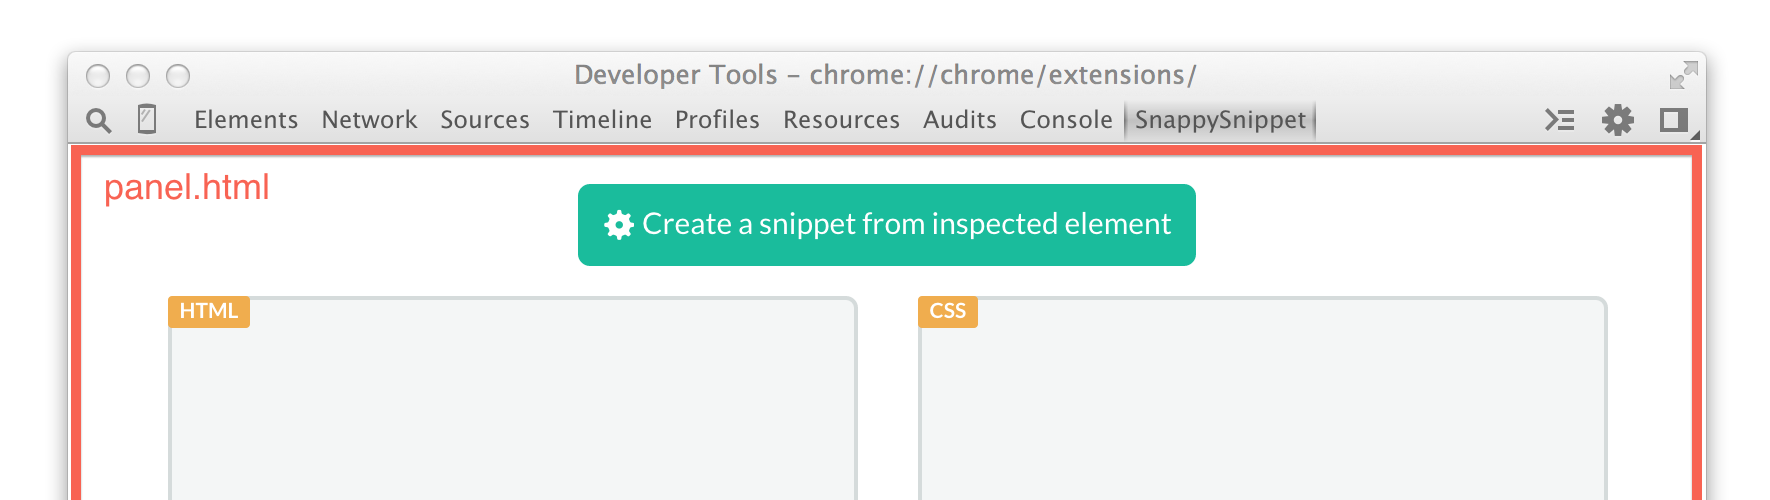 Developer Tools – chrome://chrome/extensions/
Elements Network Sources Timeline Profiles Resources Audits Console SnappySnippet
panel.html
Create a snippet from inspected element
HTML CSS